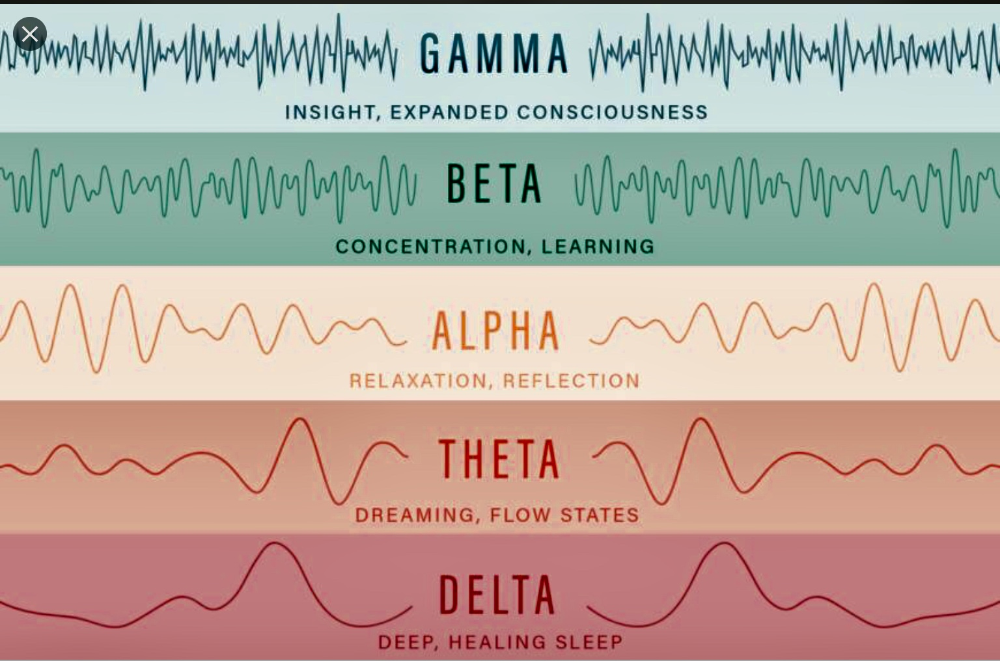 GAMMA
INSIGHT, EXPANDED CONSCIOUSNESS
BETA
CONCENTRATION, LEARNING
ALPHA
RELAXATION, REFLECTION
THETA
DREAMING, FLOW STATES
DELTA
DEEP, HEALING SLEEP